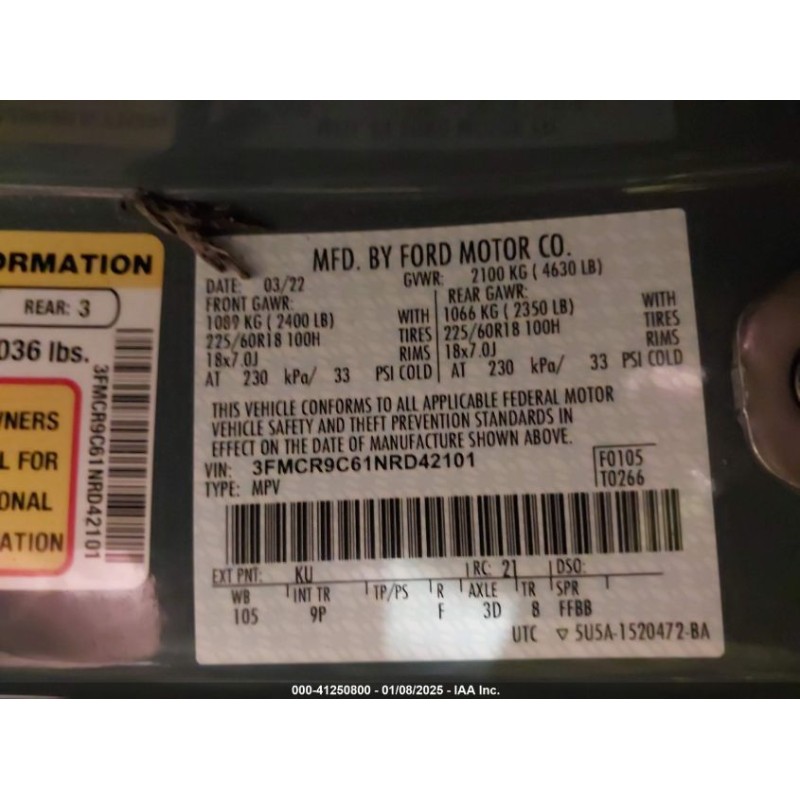 ORMATION
REAR: 3
036 lbs.
3FMCR9C61NRD42101
WNERS
L FOR
ONAL
ATION
MFD. BY FORD MOTOR CO.
DATE: 03/22 GVWR: 2100 KG ( 4630 LB)
FRONT GAWR: REAR GAWR:
1089 KG ( 2400 LB) WITH 1066 KG ( 2350 LB) WITH
225/60R18 100H TIRES 225/60R18 100H TIRES
18x7.0J RIMS 18x7.0J RIMS
AT 230 kPa/ 33 PSI COLD AT 230 kPa/ 33 PSI COLD
THIS VEHICLE CONFORMS TO ALL APPLICABLE FEDERAL MOTOR
VEHICLE SAFETY AND THEFT PREVENTION STANDARDS IN
EFFECT ON THE DATE OF MANUFACTURE SHOWN ABOVE.
VIN: 3FMCR9C61NRD42101 F0105
TYPE: MPV T0266
EXT PNT: KU RC: 21 DSO:
WB INT TR TP/PS R AXLE TR SPR
105 9P F 3D 8 FFBB
UTC ▽ 5U5A-1520472-BA
000-41250800 - 01/08/2025 - IAA Inc.